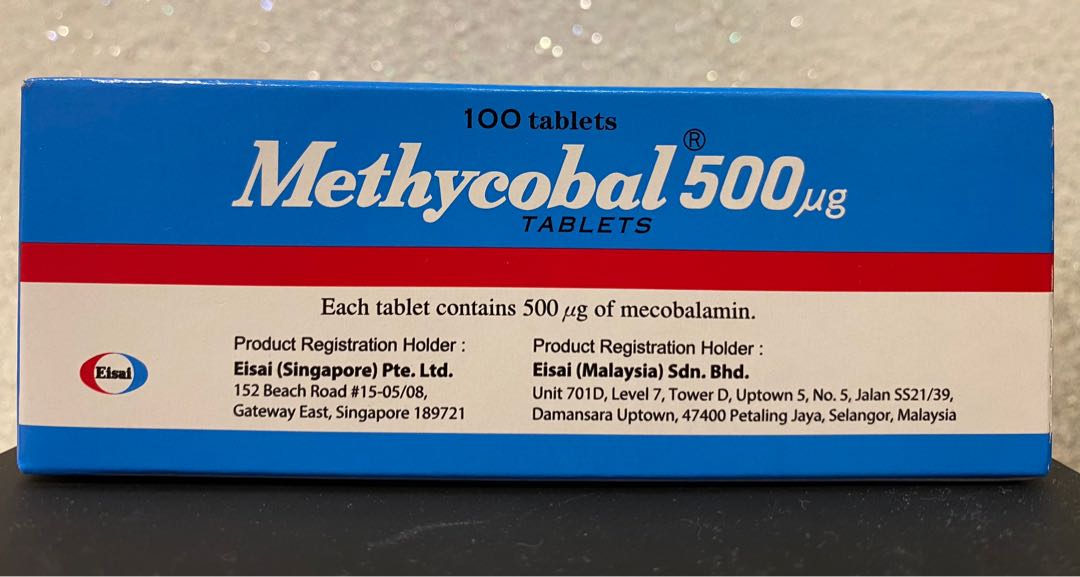 100 tablets
Methycobal® 500µg
TABLETS
Each tablet contains 500 µg of mecobalamin.
Eisai
Product Registration Holder :
Eisai (Singapore) Pte. Ltd.
152 Beach Road #15-05/08,
Gateway East, Singapore 189721
Product Registration Holder :
Eisai (Malaysia) Sdn. Bhd.
Unit 701D, Level 7, Tower D, Uptown 5, No. 5, Jalan SS21/39,
Damansara Uptown, 47400 Petaling Jaya, Selangor, Malaysia